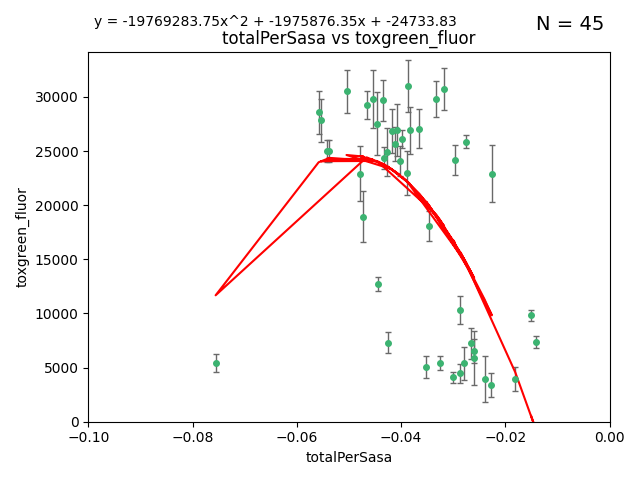 y = -19769283.75x^2 + -1975876.35x + -24733.83
N = 45
totalPerSasa vs toxgreen_fluor
30000
25000
20000
15000
10000
5000
0
toxgreen_fluor
−0.10 −0.08 −0.06 −0.04 −0.02 0.00
totalPerSasa